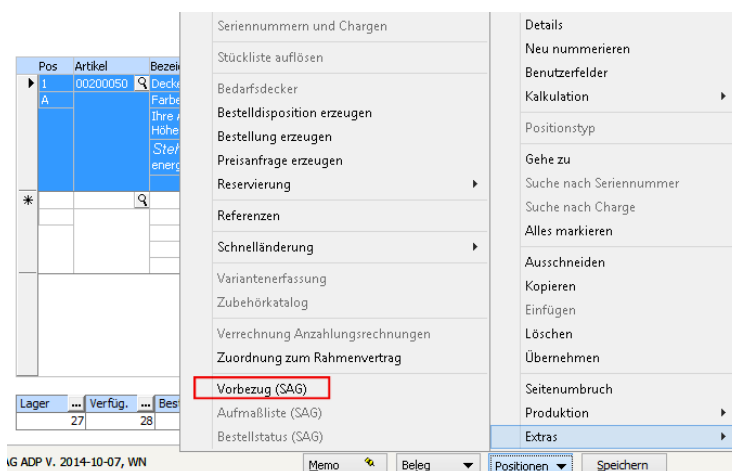 Pos Artikel Bezei
1 00200050 Decke
A Farbe
Ihre A
Höhe
Steh
energ
Lager ... Verfüg. ... Best
27 28
Seriennummern und Chargen
Stückliste auflösen
Bedarfsdecker
Bestelldisposition erzeugen
Bestellung erzeugen
Preisanfrage erzeugen
Reservierung
Referenzen
Schnelländerung
Variantenerfassung
Zubehörkatalog
Verrechnung Anzahlungsrechnungen
Zuordnung zum Rahmenvertrag
Vorbezug (SAG)
Aufmaßliste (SAG)
Bestellstatus (SAG)
Details
Neu nummerieren
Benutzerfelder
Kalkulation
Positionstyp
Gehe zu
Suche nach Seriennummer
Suche nach Charge
Alles markieren
Ausschneiden
Kopieren
Einfügen
Löschen
Übernehmen
Seitenumbruch
Produktion
Extras
AG ADP V. 2014-10-07, WN
Memo Beleg Positionen Speichern